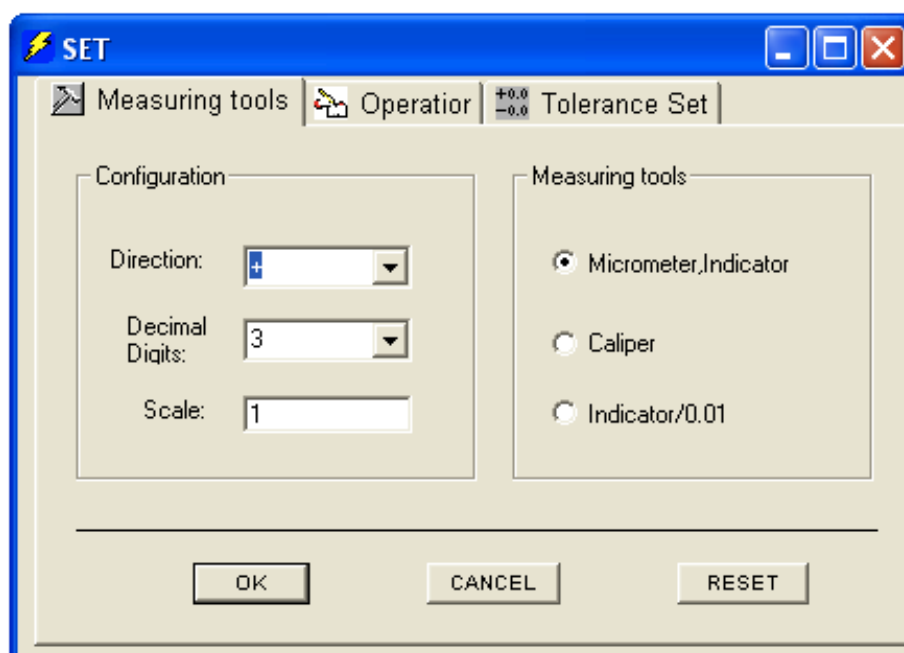 SET
Measuring tools
Operatior
+0.0
-0.0
Tolerance Set
Configuration
Direction:
+
Decimal
Digits:
3
Scale:
1
Measuring tools
Micrometer,Indicator
Caliper
Indicator/0.01
OK
CANCEL
RESET